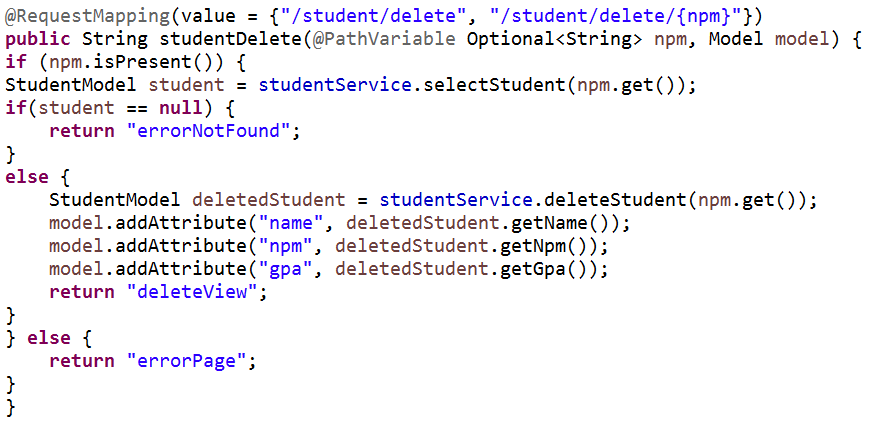 @RequestMapping(value = {"/student/delete", "/student/delete/{npm}"})
public String studentDelete(@PathVariable Optional<String> npm, Model model) {
if (npm.isPresent()) {
StudentModel student = studentService.selectStudent(npm.get());
if(student == null) {
    return "errorNotFound";
}
else {
    StudentModel deletedStudent = studentService.deleteStudent(npm.get());
    model.addAttribute("name", deletedStudent.getName());
    model.addAttribute("npm", deletedStudent.getNpm());
    model.addAttribute("gpa", deletedStudent.getGpa());
    return "deleteView";
}
} else {
    return "errorPage";
}
}